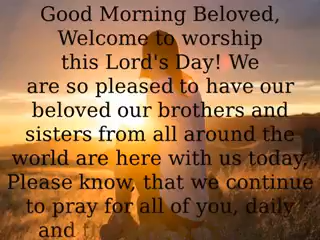 Good Morning Beloved,
Welcome to worship
this Lord's Day! We
are so pleased to have our
beloved our brothers and
sisters from all around the
world are here with us today.
Please know, that we continue
to pray for all of you, daily
and